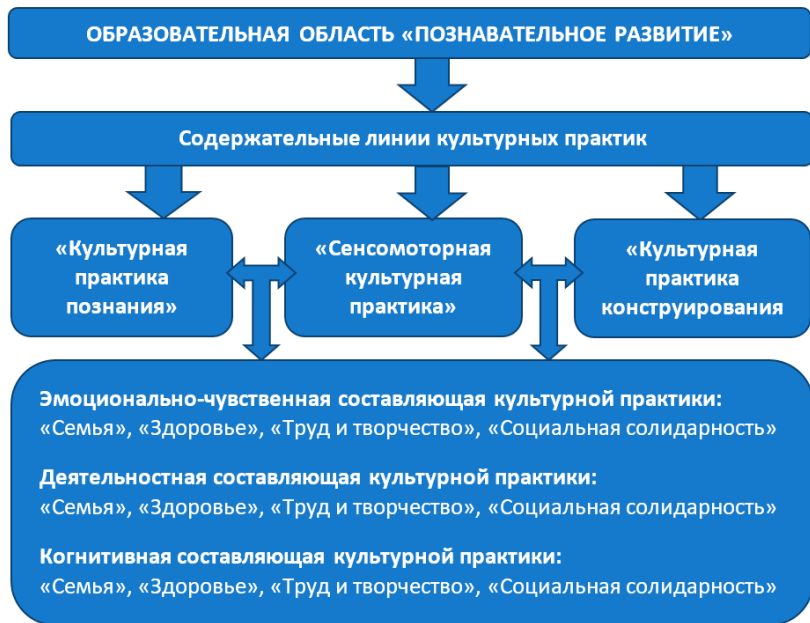 ОБРАЗОВАТЕЛЬНАЯ ОБЛАСТЬ «ПОЗНАВАТЕЛЬНОЕ РАЗВИТИЕ»
Содержательные линии культурных практик
«Культурная
практика
познания»
«Сенсомоторная
культурная
практика»
«Культурная
практика
конструирования
Эмоционально-чувственная составляющая культурной практики:
«Семья», «Здоровье», «Труд и творчество», «Социальная солидарность»
Деятельностная составляющая культурной практики:
«Семья», «Здоровье», «Труд и творчество», «Социальная солидарность»
Когнитивная составляющая культурной практики:
«Семья», «Здоровье», «Труд и творчество», «Социальная солидарность»